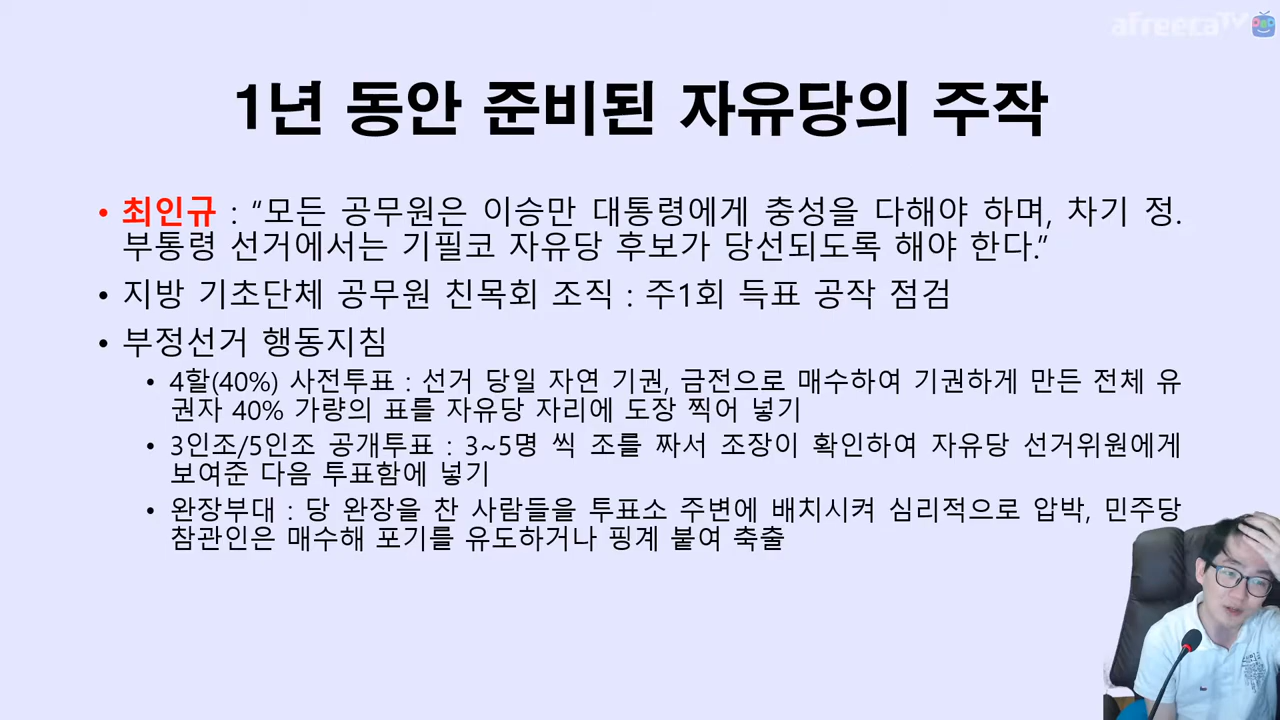 afreecaTV
1년 동안 준비된 자유당의 주작
• 최인규 : “모든 공무원은 이승만 대통령에게 충성을 다해야 하며, 차기 정.
부통령 선거에서는 기필코 자유당 후보가 당선되도록 해야 한다.”
• 지방 기초단체 공무원 친목회 조직 : 주1회 득표 공작 점검
• 부정선거 행동지침
• 4할(40%) 사전투표 : 선거 당일 자연 기권, 금전으로 매수하여 기권하게 만든 전체 유
권자 40% 가량의 표를 자유당 자리에 도장 찍어 넣기
• 3인조/5인조 공개투표 : 3~5명 씩 조를 짜서 조장이 확인하여 자유당 선거위원에게
보여준 다음 투표함에 넣기
• 완장부대 : 당 완장을 찬 사람들을 투표소 주변에 배치시켜 심리적으로 압박, 민주당
참관인은 매수해 포기를 유도하거나 핑계 붙여 축출